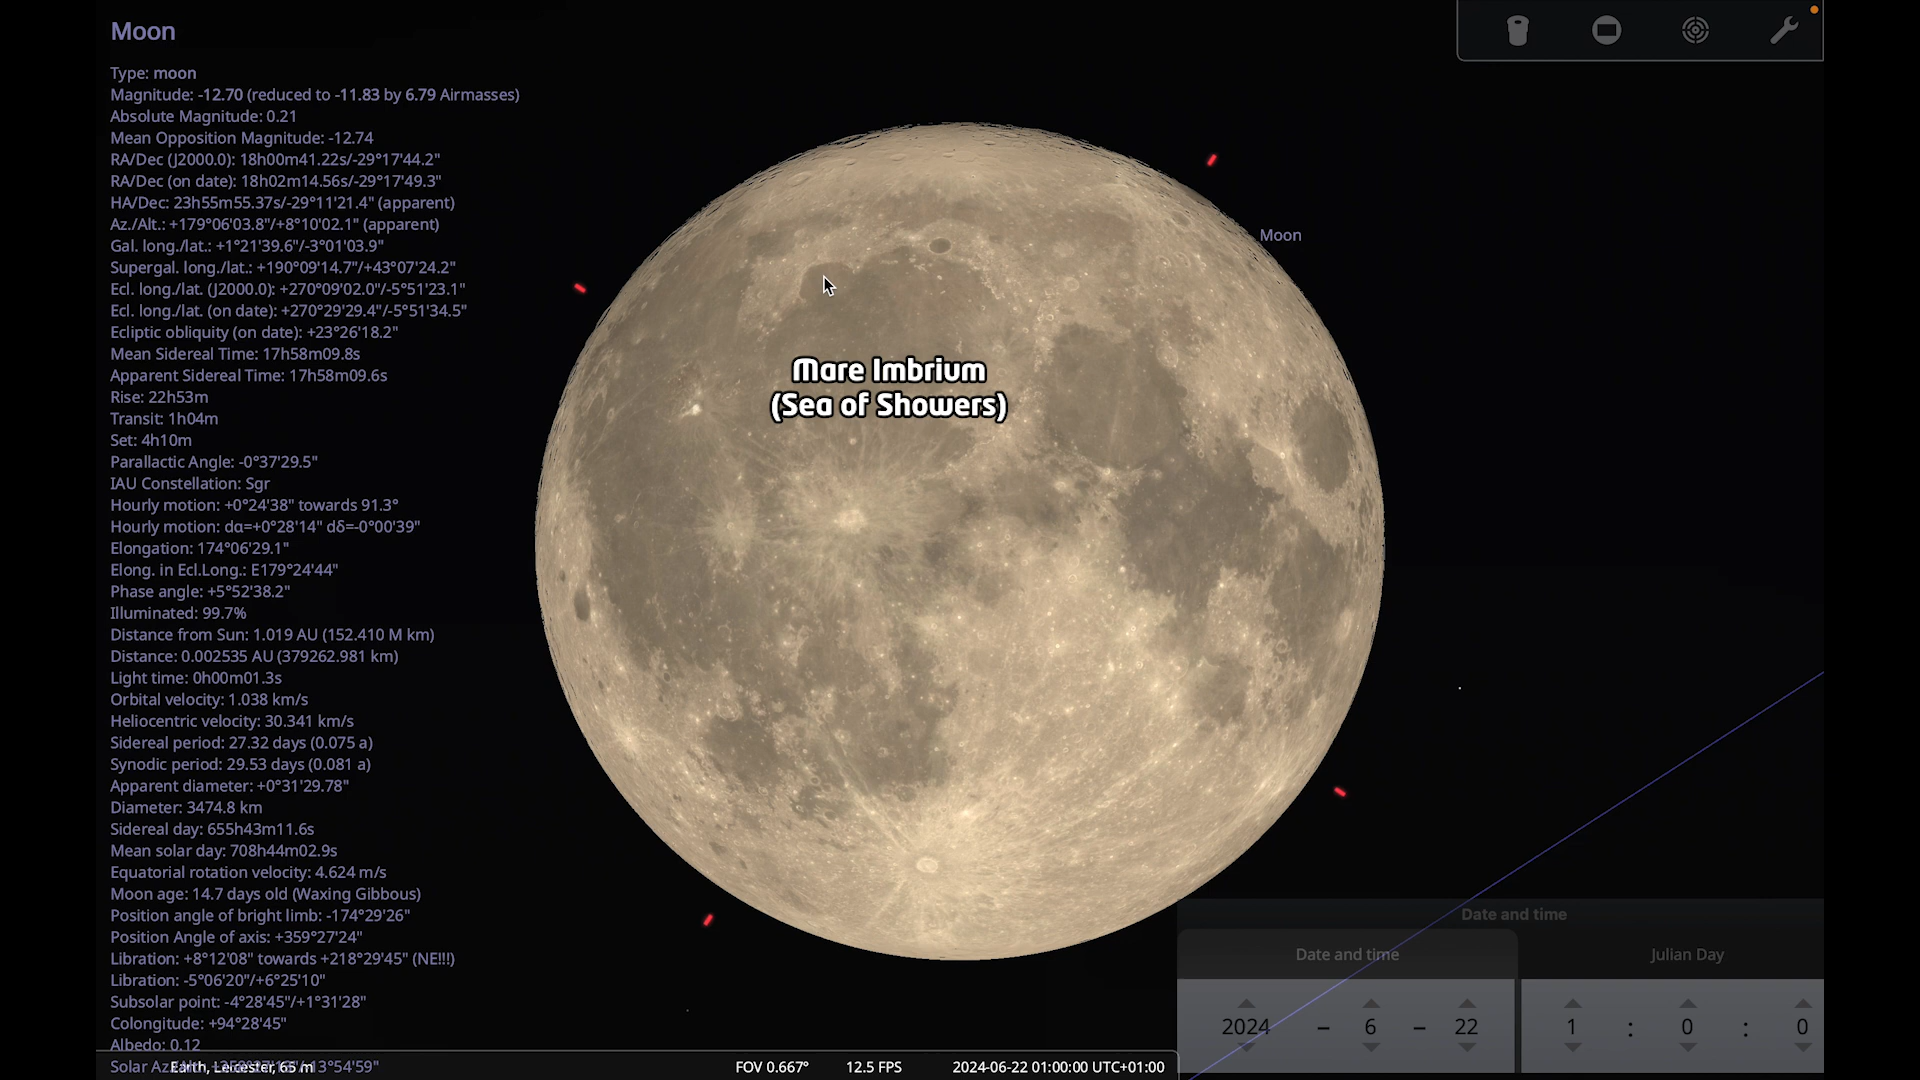 Moon
Type: moon
Magnitude: -12.70 (reduced to -11.83 by 6.79 Airmasses)
Absolute Magnitude: 0.21
Mean Opposition Magnitude: -12.74
RA/Dec (J2000.0): 18h00m41.22s/-29°17'44.2"
RA/Dec (on date): 18h02m14.56s/-29°17'49.3"
HA/Dec: 23h55m55.37s/-29°11'21.4" (apparent)
Az./Alt.: +179°06'03.8"/+8°10'02.1" (apparent)
Gal. long./lat.: +1°21'39.6"/-3°01'03.9"
Supergal. long./lat.: +190°09'14.7"/+43°07'24.2"
Ecl. long./lat. (J2000.0): +270°09'02.0"/-5°51'23.1"
Ecl. long./lat. (on date): +270°29'29.4"/-5°51'34.5"
Ecliptic obliquity (on date): +23°26'18.2"
Mean Sidereal Time: 17h58m09.8s
Apparent Sidereal Time: 17h58m09.6s
Rise: 22h53m
Transit: 1h04m
Set: 4h10m
Parallactic Angle: -0°37'29.5"
IAU Constellation: Sgr
Hourly motion: +0°24'38" towards 91.3°
Hourly motion: dα=+0°28'14" dδ=-0°00'39"
Elongation: 174°06'29.1"
Elong. in Ecl.Long.: E179°24'44"
Phase angle: +5°52'38.2"
Illuminated: 99.7%
Distance from Sun: 1.019 AU (152.410 M km)
Distance: 0.002535 AU (379262.981 km)
Light time: 0h00m01.3s
Orbital velocity: 1.038 km/s
Heliocentric velocity: 30.341 km/s
Sidereal period: 27.32 days (0.075 a)
Synodic period: 29.53 days (0.081 a)
Apparent diameter: +0°31'29.78"
Diameter: 3474.8 km
Sidereal day: 655h43m11.6s
Mean solar day: 708h44m02.9s
Equatorial rotation velocity: 4.624 m/s
Moon age: 14.7 days old (Waxing Gibbous)
Position angle of bright limb: -174°29'26"
Position Angle of axis: +359°27'24"
Libration: +8°12'08" towards +218°29'45" (NE!!!)
Libration: -5°06'20"/+6°25'10"
Subsolar point: -4°28'45"/+1°31'28"
Colongitude: +94°28'45"
Albedo: 0.12
Solar
Earth, Leicester, 65 m
FOV 0.667°
12.5 FPS
2024-06-22 01:00:00 UTC+01:00
Moon
Mare Imbrium
(Sea of Showers)
Date and time
Date and time
Julian Day
2024 – 6 – 22
1 : 0 : 0